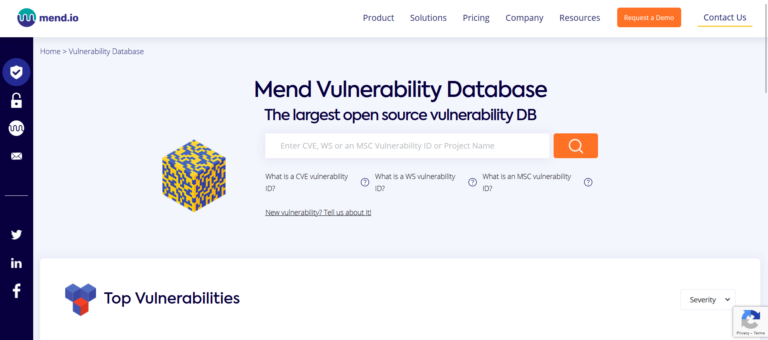 mend.io
Product Solutions Pricing Company Resources Request a Demo Contact Us
Home > Vulnerability Database
Mend Vulnerability Database
The largest open source vulnerability DB
Enter CVE, WS or an MSC Vulnerability ID or Project Name
What is a CVE vulnerability ID? What is a WS vulnerability ID? What is an MSC vulnerability ID?
New vulnerability? Tell us about it!
Top Vulnerabilities
Severity
Privacy - Terms